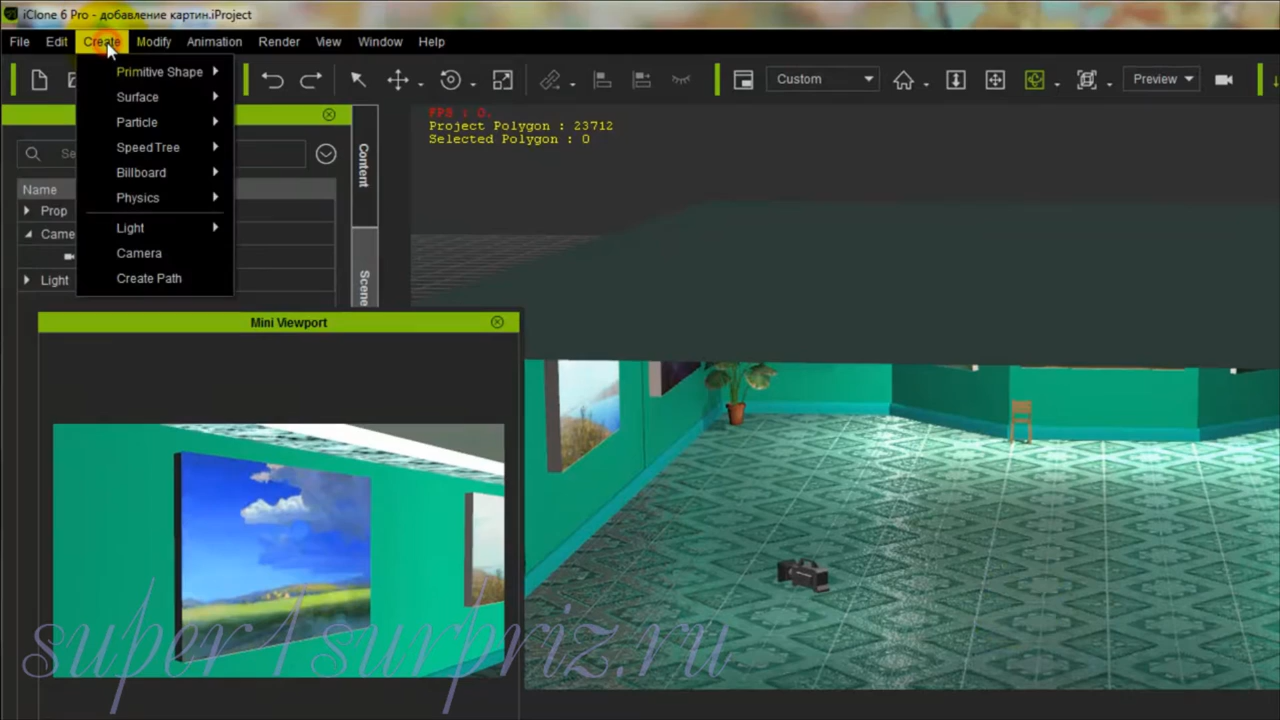 iClone 6 Pro - добавление картин.iProject
File Edit Create Modify Animation Render View Window Help
Custom Preview
Primitive Shape
Surface
Particle
SpeedTree
Billboard
Physics
Light
Camera
Create Path
Se
Name
Prop
Came
Light
Content
Scene
FPS : 0.
Project Polygon : 23712
Selected Polygon : 0
Mini Viewport
super1surpriz.ru